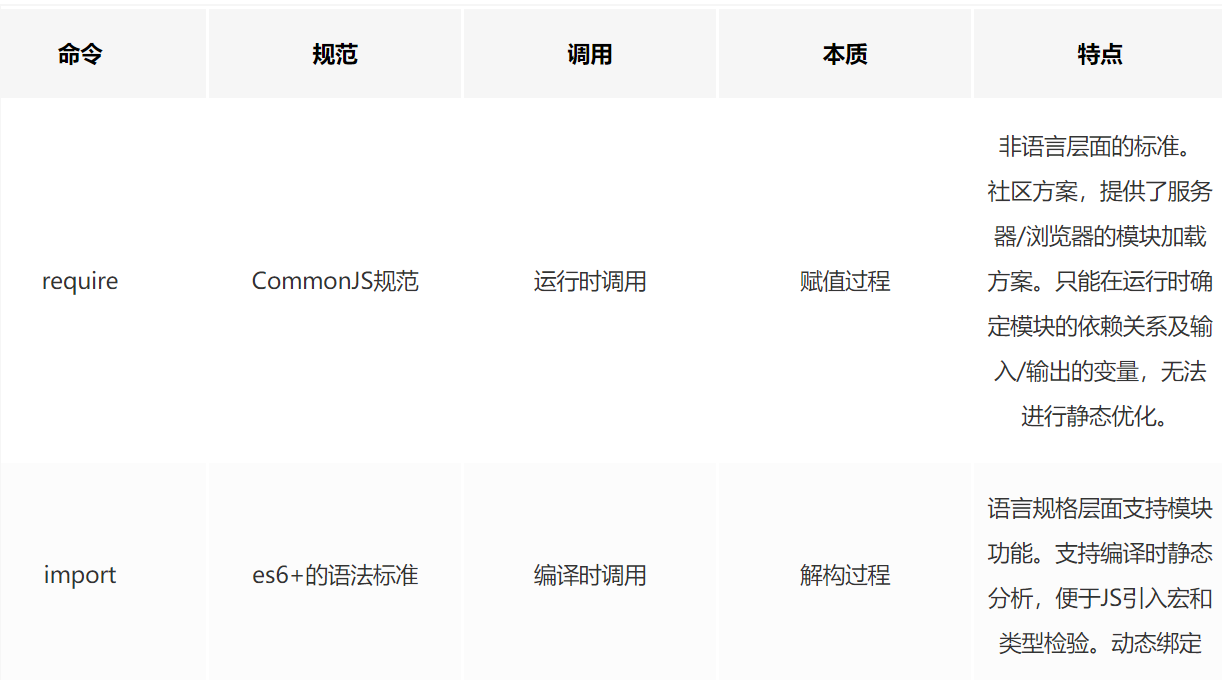 命令
规范
调用
本质
特点
require
CommonJS规范
运行时调用
赋值过程
非语言层面的标准。
社区方案，提供了服务
器/浏览器的模块加载
方案。只能在运行时确
定模块的依赖关系及输
入/输出的变量，无法
进行静态优化。
import
es6+的语法标准
编译时调用
解构过程
语言规格层面支持模块
功能。支持编译时静态
分析，便于JS引入宏和
类型检验。动态绑定